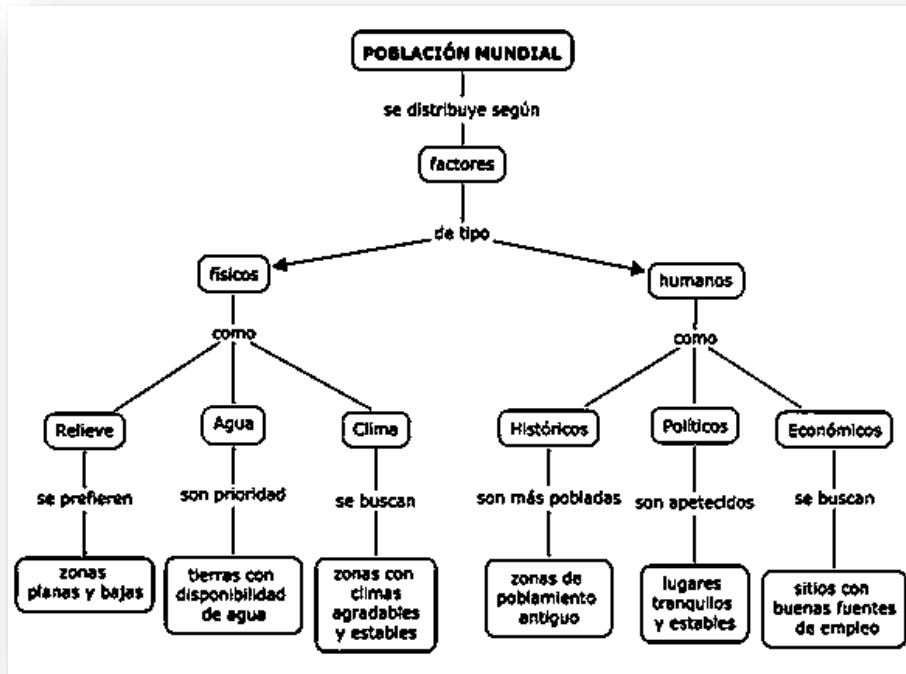 POBLACIÓN MUNDIAL
se distribuye según
factores
de tipo
físicos
humanos
como
como
Relieve
Agua
Clima
Históricos
Políticos
Económicos
se prefieren
son prioridad
se buscan
son más pobladas
son apetecidos
se buscan
zonas
planas y bajas
tierras con
disponibilidad
de agua
zonas con
climas
agradables
y estables
zonas de
poblamiento
antiguo
lugares
tranquilos
y estables
sitios con
buenas fuentes
de empleo